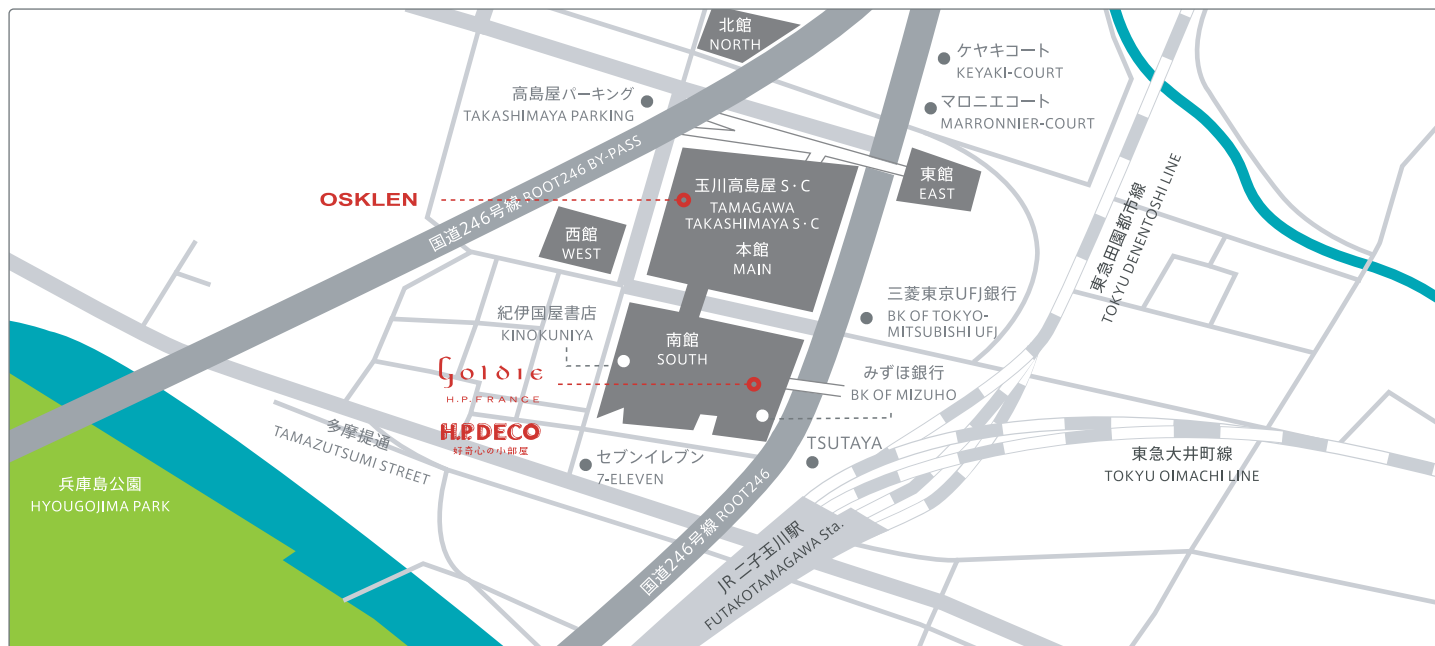 北館
NORTH
ケヤキコート
KEYAKI-COURT
高島屋パーキング
TAKASHIMAYA PARKING
マロニエコート
MARRONNIER-COURT
国道246号線 ROOT246 BY-PASS
東館
EAST
OSKLEN
玉川高島屋 S・C
TAMAGAWA
TAKASHIMAYA S・C
本館
MAIN
西館
WEST
東急田園都市線
TOKYU DENENTOSHI LINE
紀伊国屋書店
KINOKUNIYA
三菱東京UFJ銀行
BK OF TOKYO-
MITSUBISHI UFJ
南館
SOUTH
Goldie
H.P.FRANCE
みずほ銀行
BK OF MIZUHO
H.P.DECO
好奇心の小部屋
多摩提通
TAMAZUTSUMI STREET
セブンイレブン
7-ELEVEN
TSUTAYA
東急大井町線
TOKYU OIMACHI LINE
兵庫島公園
HYOUGOJIMA PARK
国道246号線 ROOT246
JR 二子玉川駅
FUTAKOTAMAGAWA Sta.